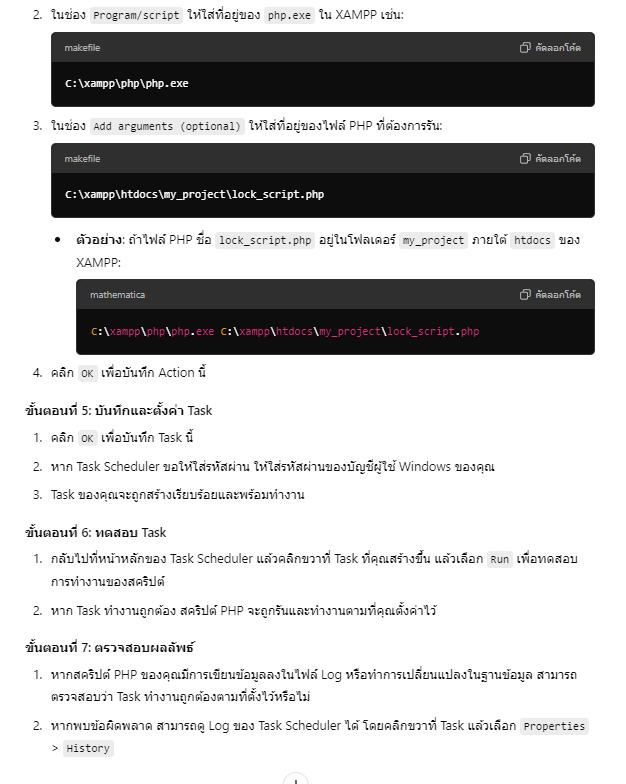 2. ในช่อง Program/script ให้ใส่ที่อยู่ของ php.exe ใน XAMPP เช่น:
makefile คัดลอกโค้ด
C:\xampp\php\php.exe
3. ในช่อง Add arguments (optional) ให้ใส่ที่อยู่ของไฟล์ PHP ที่ต้องการรัน:
makefile คัดลอกโค้ด
C:\xampp\htdocs\my_project\lock_script.php
• ตัวอย่าง: ถ้าไฟล์ PHP ชื่อ lock_script.php อยู่ในโฟลเดอร์ my_project ภายใต้ htdocs ของ
XAMPP:
mathematica คัดลอกโค้ด
C:\xampp\php\php.exe C:\xampp\htdocs\my_project\lock_script.php
4. คลิก OK เพื่อบันทึก Action นี้
ขั้นตอนที่ 5: บันทึกและตั้งค่า Task
1. คลิก OK เพื่อบันทึก Task นี้
2. หาก Task Scheduler ขอให้ใส่รหัสผ่าน ให้ใส่รหัสผ่านของบัญชีผู้ใช้ Windows ของคุณ
3. Task ของคุณจะถูกสร้างเรียบร้อยและพร้อมทำงาน
ขั้นตอนที่ 6: ทดสอบ Task
1. กลับไปที่หน้าหลักของ Task Scheduler แล้วคลิกขวาที่ Task ที่คุณสร้างขึ้น แล้วเลือก Run เพื่อทดสอบ
การทำงานของสคริปต์
2. หาก Task ทำงานถูกต้อง สคริปต์ PHP จะถูกรันและทำงานตามที่คุณตั้งค่าไว้
ขั้นตอนที่ 7: ตรวจสอบผลลัพธ์
1. หากสคริปต์ PHP ของคุณมีการเขียนข้อมูลลงในไฟล์ Log หรือทำการเปลี่ยนแปลงในฐานข้อมูล สามารถ
ตรวจสอบว่า Task ทำงานถูกต้องตามที่ตั้งไว้หรือไม่
2. หากพบข้อผิดพลาด สามารถดู Log ของ Task Scheduler ได้ โดยคลิกขวาที่ Task แล้วเลือก Properties
> History